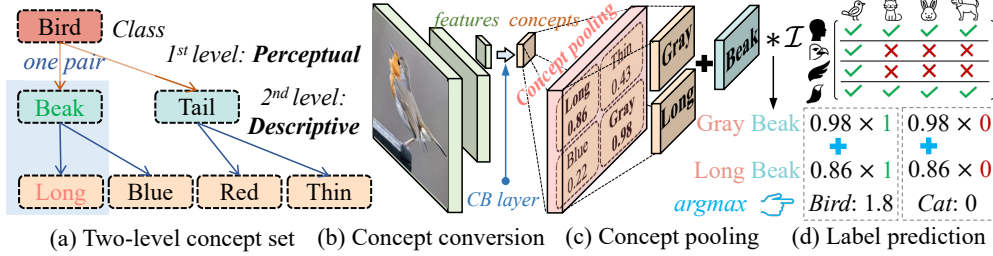 Bird
Class
one pair
1st level: Perceptual
Beak
Tail
2nd level:
Descriptive
Long
Blue
Red
Thin
(a) Two-level concept set
features
concepts
CB layer
(b) Concept conversion
Concept pooling
Long
0.86
Thin
0.43
Blue
0.22
Gray
0.98
Gray
Long
+
Beak
* I
(c) Concept pooling
Gray Beak
0.98 × 1
0.98 × 0
+
+
Long Beak
0.86 × 1
0.86 × 0
argmax
Bird: 1.8
Cat: 0
(d) Label prediction